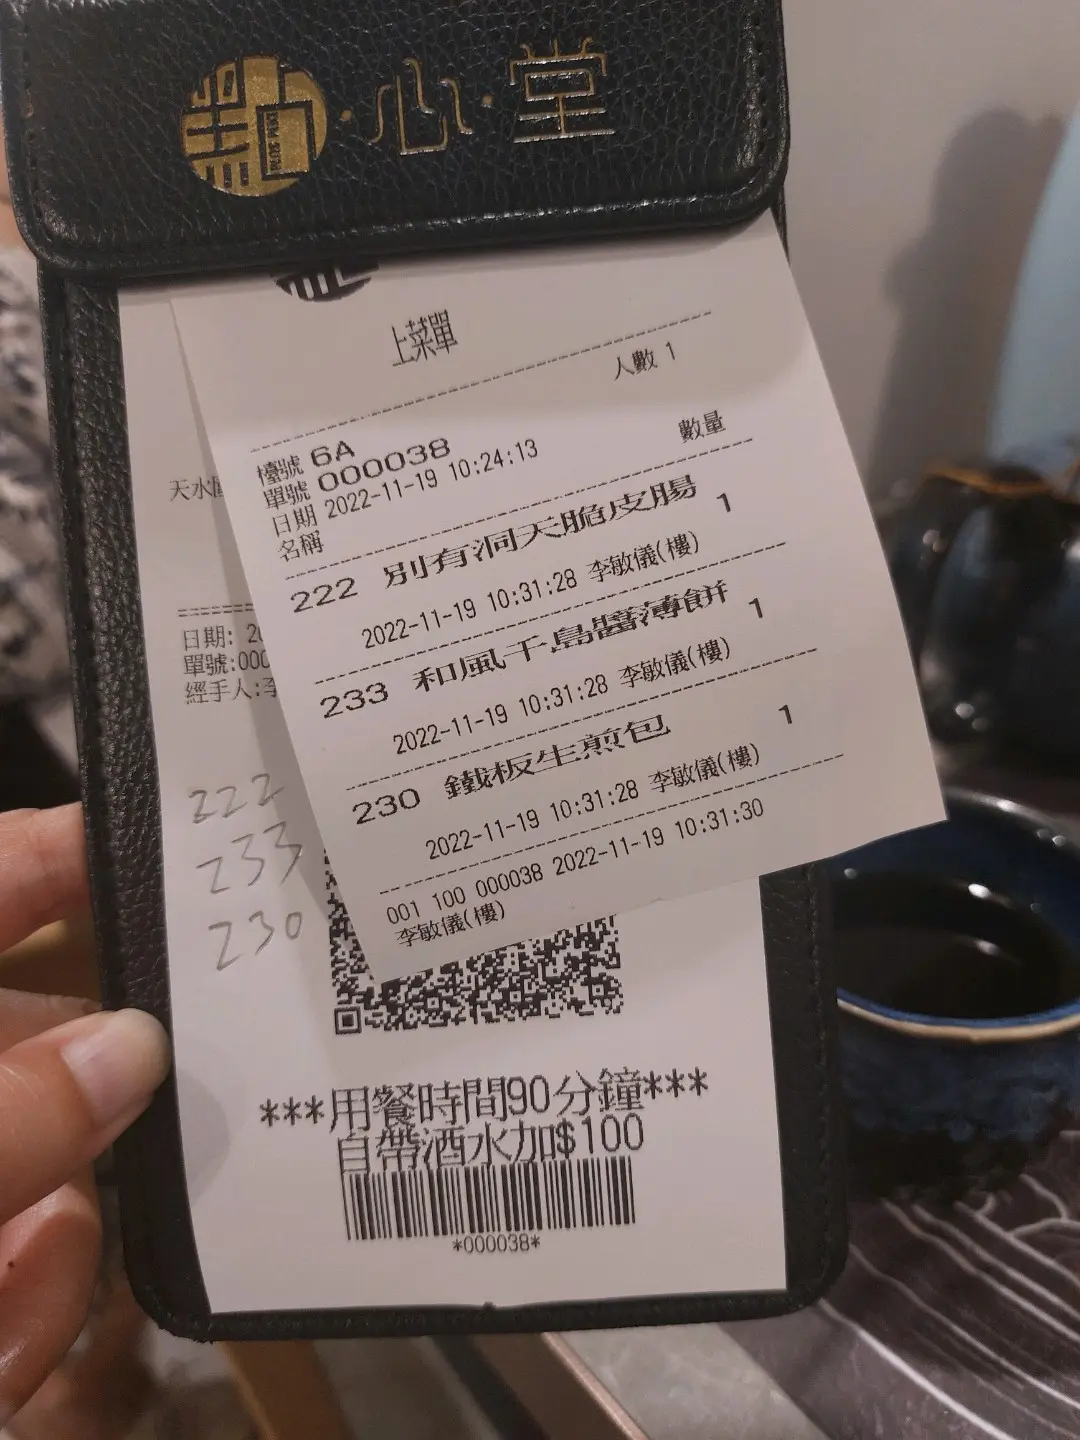 點·心·堂
上菜單
人數 1
檯號 6A
單號 000038
日期 2022-11-19 10:24:13
名稱 數量
222 別有洞天脆皮腸 1
2022-11-19 10:31:28 李敏儀(樓)
233 和風千島醬薄餅 1
2022-11-19 10:31:28 李敏儀(樓)
230 鐵板生煎包 1
2022-11-19 10:31:28 李敏儀(樓)
001 100 000038 2022-11-19 10:31:30
李敏儀(樓)
天水
日期: 20
單號:000
經手人:李
222
233
230
***用餐時間90分鐘***
自帶酒水加$100
*000038*